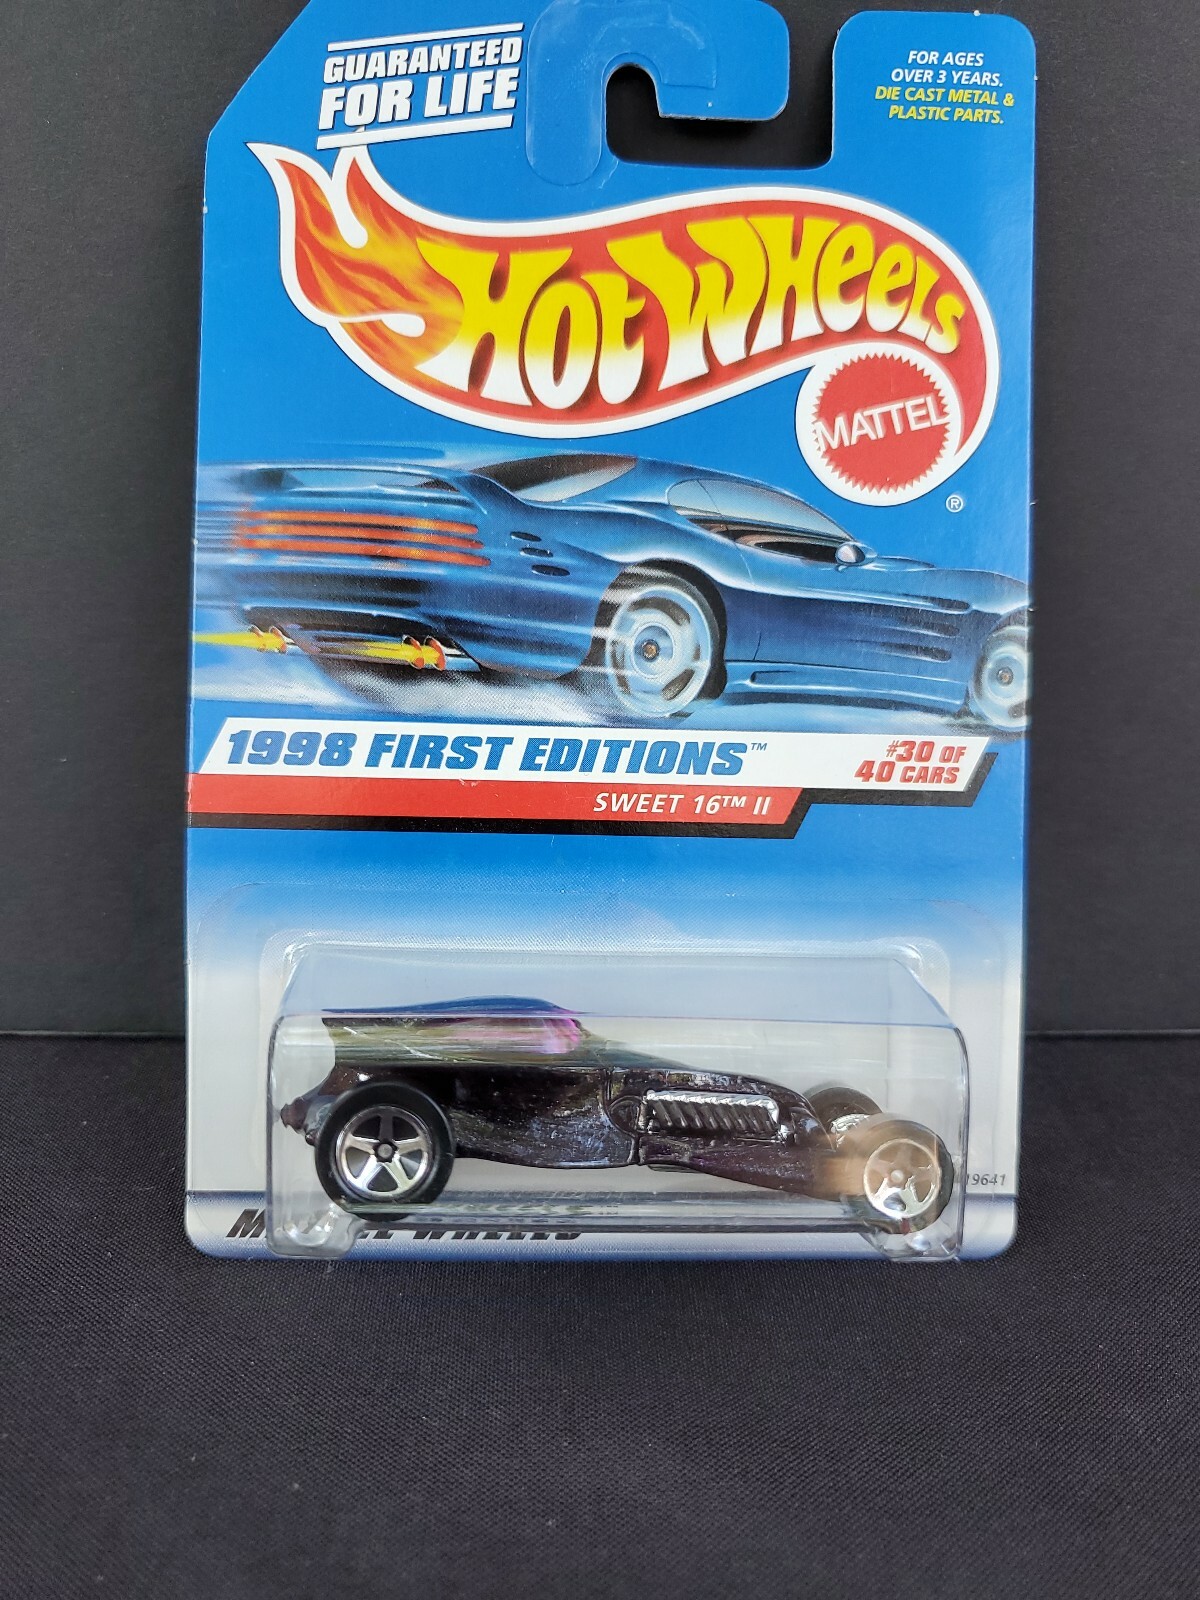 GUARANTEED
FOR LIFE
FOR AGES
OVER 3 YEARS.
DIE CAST METAL &
PLASTIC PARTS.
HOT WHEELS
MATTEL
®
1998 FIRST EDITIONS™
#30 OF
40 CARS
SWEET 16™ II
19641